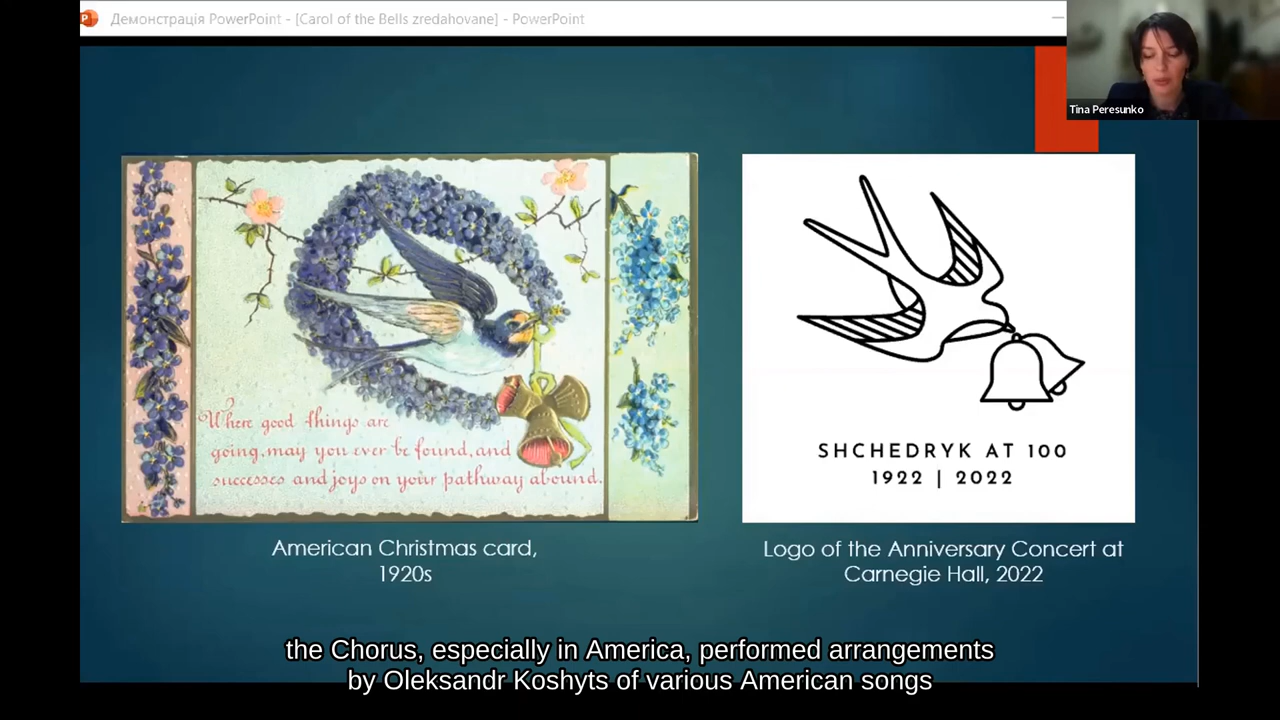 Демонстрація PowerPoint - [Carol of the Bells zredahovane] - PowerPoint
Tina Peresunko
Where good things are
going, may you ever be found, and
successes and joys on your pathway abound.
SHCHEDRYK AT 100
1922 | 2022
American Christmas card,
1920s
Logo of the Anniversary Concert at
Carnegie Hall, 2022
the Chorus, especially in America, performed arrangements
by Oleksandr Koshyts of various American songs